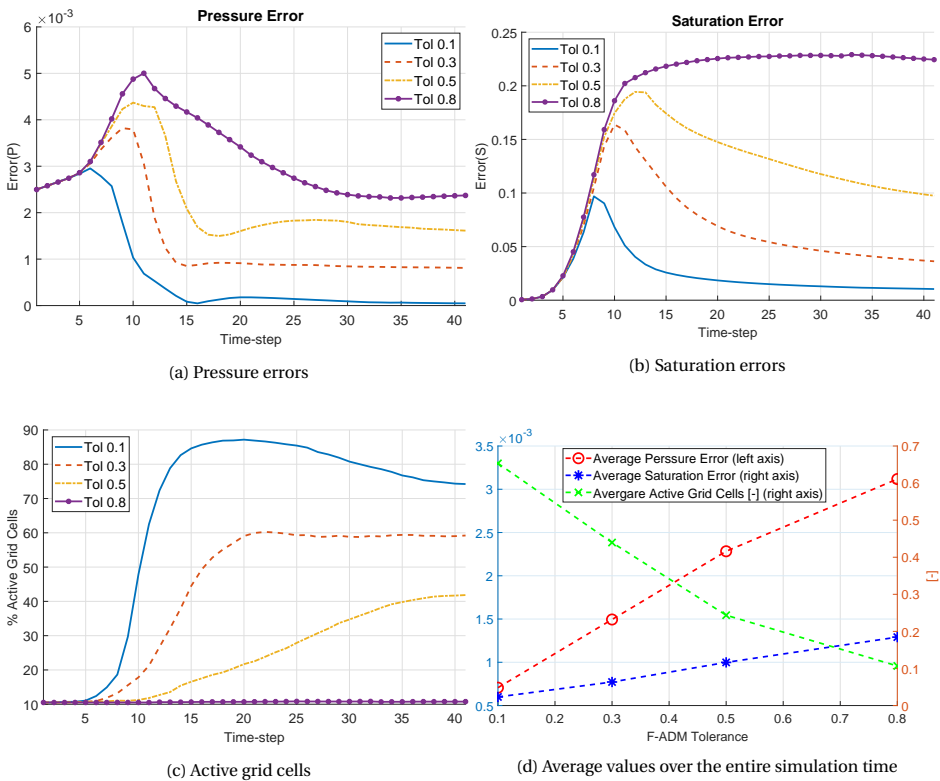 Pressure Error
×10^-3
6
5
4
3
2
1
0
Error(P)
5 10 15 20 25 30 35 40
Time-step
Tol 0.1
Tol 0.3
Tol 0.5
Tol 0.8
(a) Pressure errors
Saturation Error
0.25
0.2
0.15
0.1
0.05
0
Error(S)
5 10 15 20 25 30 35 40
Time-step
Tol 0.1
Tol 0.3
Tol 0.5
Tol 0.8
(b) Saturation errors
90
80
70
60
50
40
30
20
10
% Active Grid Cells
5 10 15 20 25 30 35 40
Time-step
Tol 0.1
Tol 0.3
Tol 0.5
Tol 0.8
(c) Active grid cells
×10^-3
3.5
3
2.5
2
1.5
1
0.5
0.1 0.2 0.3 0.4 0.5 0.6 0.7 0.8
F-ADM Tolerance
0.7
0.6
0.5
0.4
0.3
0.2
0.1
0
[-]
Average Perssure Error (left axis)
Average Saturation Error (right axis)
Avergare Active Grid Cells [-] (right axis)
(d) Average values over the entire simulation time